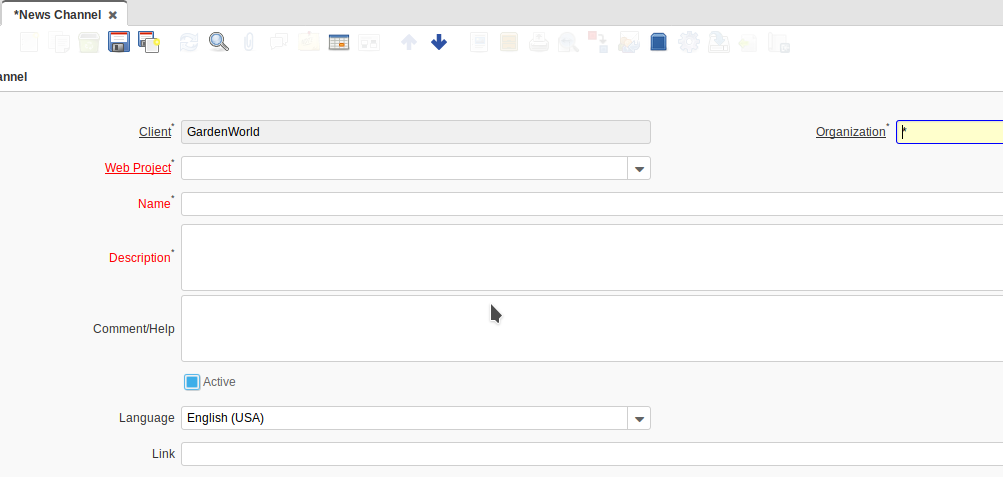 *News Channel
annel
Client* GardenWorld Organization* *
Web Project*
Name*
Description*
Comment/Help
Active
Language English (USA)
Link